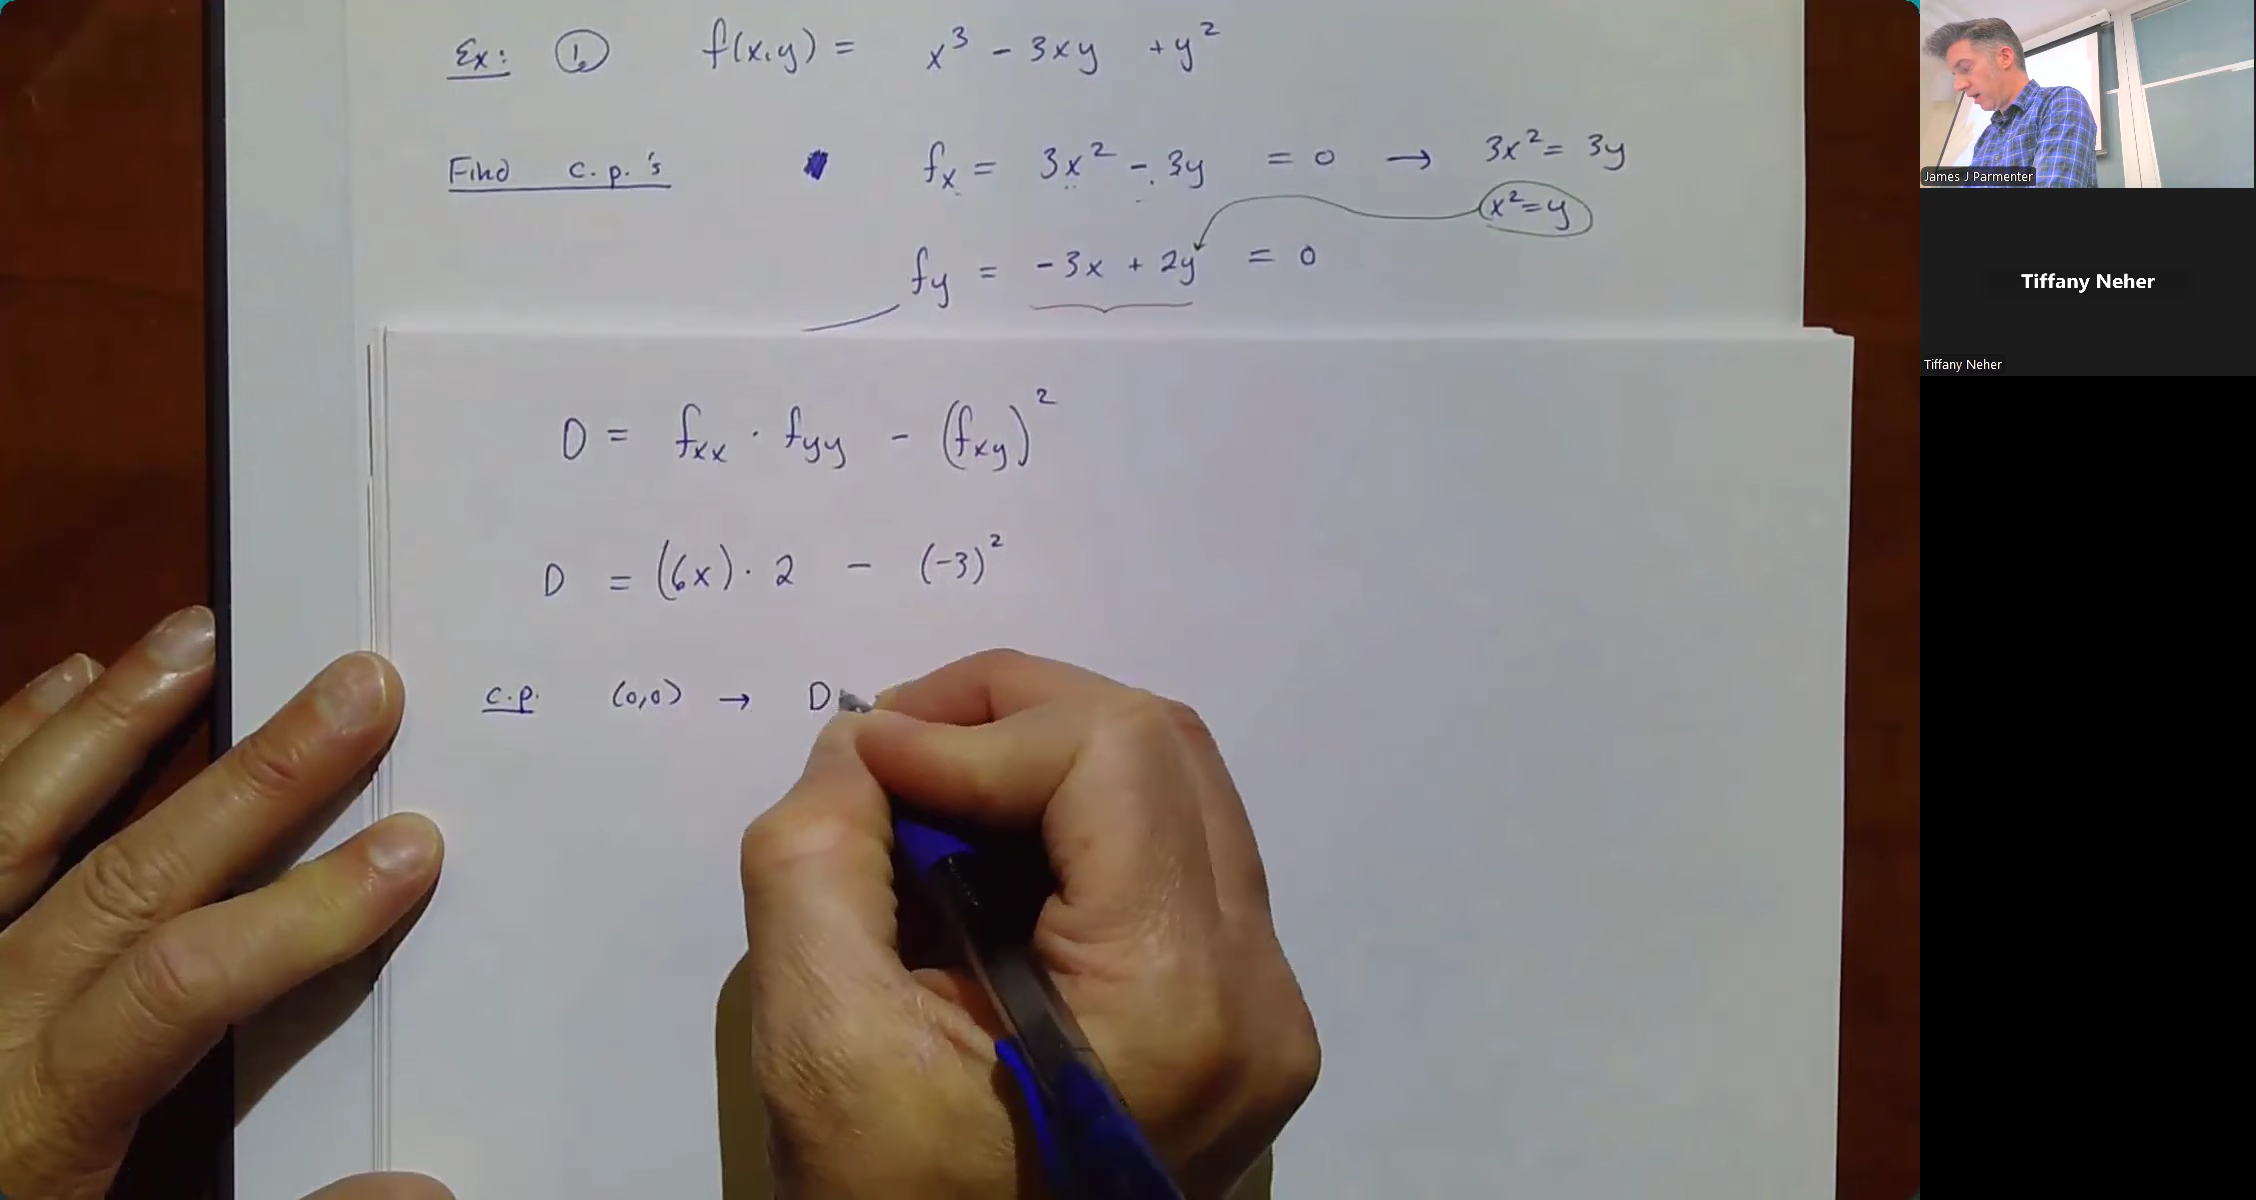 Ex: ① f(x,y) = x³ - 3xy + y²
Find c.p.'s fx = 3x² - 3y = 0 → 3x² = 3y
x² = y
fy = -3x + 2y = 0
D = fxx · fyy - (fxy)²
D = (6x) · 2 - (-3)²
c.p. (0,0) → D
James J Parmenter
Tiffany Neher
Tiffany Neher